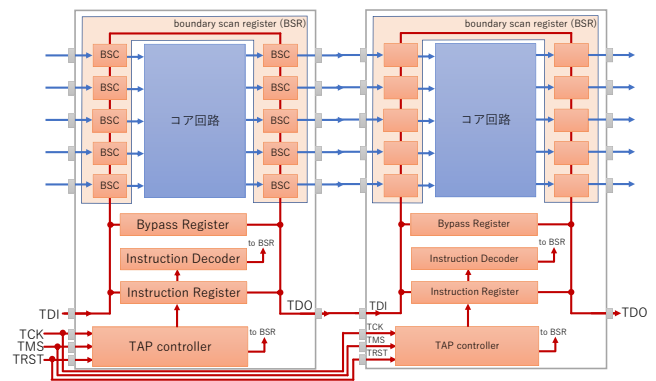 boundary scan register (BSR)
BSC
BSC
BSC
BSC
BSC
コア回路
BSC
BSC
BSC
BSC
BSC
Bypass Register
to BSR
Instruction Decoder
Instruction Register
TDI
TDO
TCK
TMS
TRST
TAP controller
to BSR
boundary scan register (BSR)
コア回路
Bypass Register
to BSR
Instruction Decoder
Instruction Register
TDI
TDO
TCK
TMS
TRST
TAP controller
to BSR